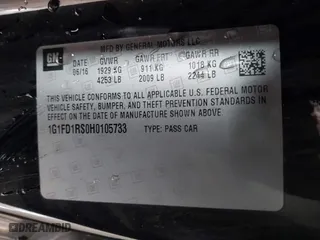 GM
MFD BY GENERAL MOTORS LLC
DATE GVWR GAWR FRT GAWR RR
06/16 1929 KG 911 KG 1018 KG
4253 LB 2009 LB 2244 LB
THIS VEHICLE CONFORMS TO ALL APPLICABLE U.S. FEDERAL MOTOR
VEHICLE SAFETY, BUMPER, AND THEFT PREVENTION STANDARDS
IN EFFECT ON THE DATE OF MANUFACTURE SHOWN ABOVE.
1G1FD1RS0H0105733 TYPE: PASS CAR
DREAMBID